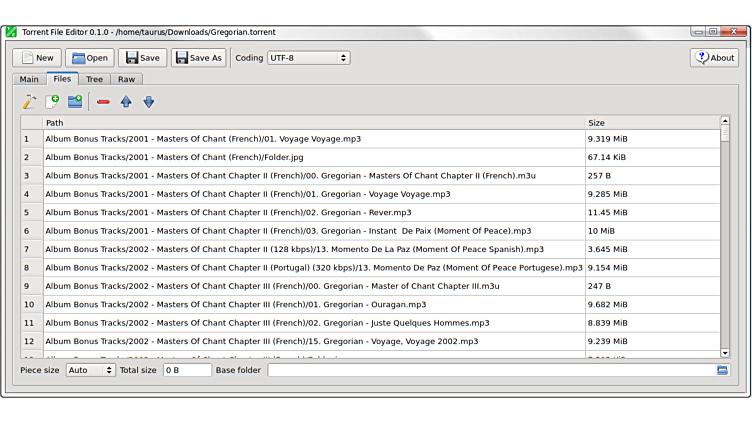 Torrent File Editor 0.1.0 - /home/taurus/Downloads/Gregorian.torrent
New Open Save Save As Coding UTF-8 About
Main Files Tree Raw
Path Size
1 Album Bonus Tracks/2001 - Masters Of Chant (French)/01. Voyage Voyage.mp3 9.319 MiB
2 Album Bonus Tracks/2001 - Masters Of Chant (French)/Folder.jpg 67.14 KiB
3 Album Bonus Tracks/2001 - Masters Of Chant Chapter II (French)/00. Gregorian - Masters Of Chant Chapter II (French).m3u 257 B
4 Album Bonus Tracks/2001 - Masters Of Chant Chapter II (French)/01. Gregorian - Voyage Voyage.mp3 9.285 MiB
5 Album Bonus Tracks/2001 - Masters Of Chant Chapter II (French)/02. Gregorian - Rever.mp3 11.45 MiB
6 Album Bonus Tracks/2001 - Masters Of Chant Chapter II (French)/03. Gregorian - Instant  De Paix (Moment Of Peace).mp3 10 MiB
7 Album Bonus Tracks/2002 - Masters Of Chant Chapter II (128 kbps)/13. Momento De La Paz (Moment Of Peace Spanish).mp3 3.645 MiB
8 Album Bonus Tracks/2002 - Masters Of Chant Chapter II (Portugal) (320 kbps)/13. Momento De Paz (Moment Of Peace Portugese).mp3 9.154 MiB
9 Album Bonus Tracks/2002 - Masters Of Chant Chapter III (French)/00. Gregorian - Master of Chant Chapter III.m3u 247 B
10 Album Bonus Tracks/2002 - Masters Of Chant Chapter III (French)/01. Gregorian - Ouragan.mp3 9.682 MiB
11 Album Bonus Tracks/2002 - Masters Of Chant Chapter III (French)/02. Gregorian - Juste Quelques Hommes.mp3 8.839 MiB
12 Album Bonus Tracks/2002 - Masters Of Chant Chapter III (French)/15. Gregorian - Voyage, Voyage 2002.mp3 9.239 MiB
Piece size Auto Total size 0 B Base folder